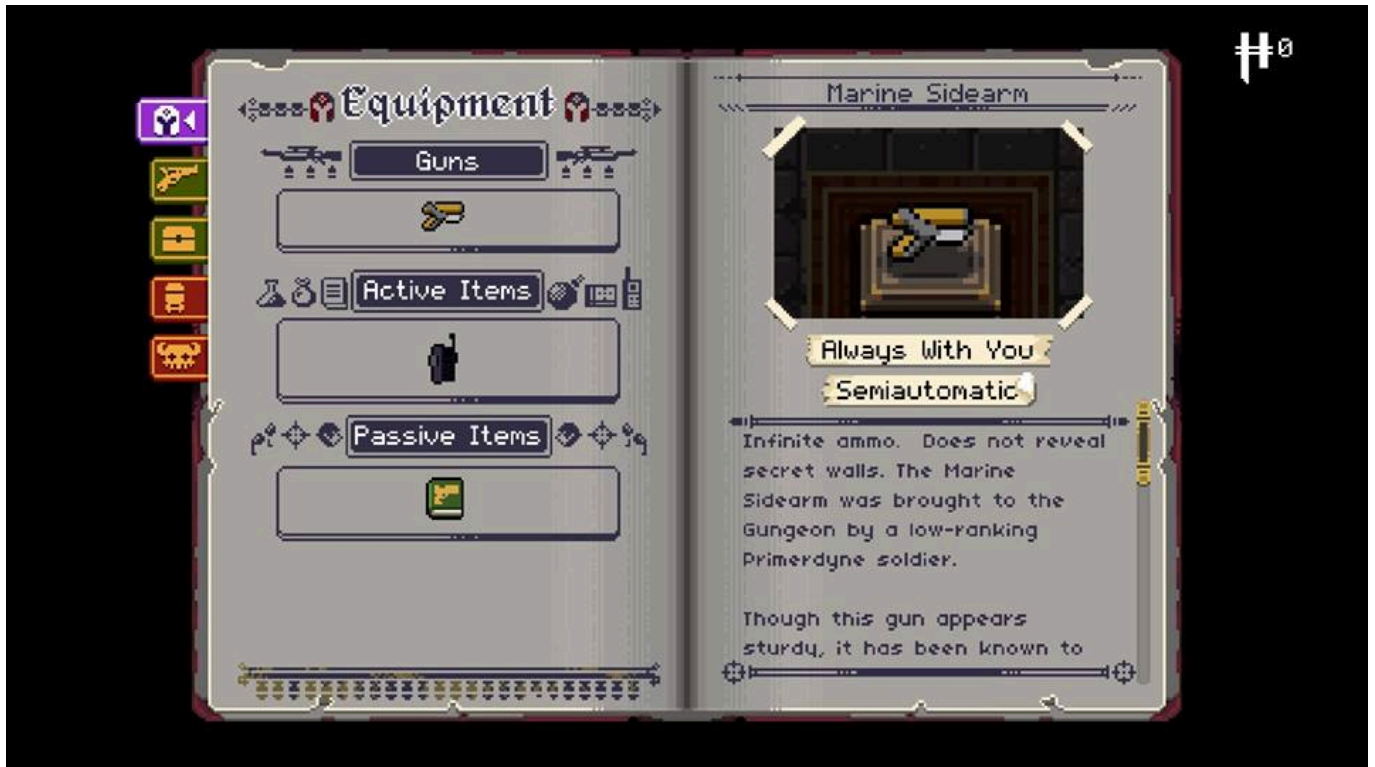 0
Equipment
Guns
Active Items
Passive Items
Marine Sidearm
Always With You
Semiautomatic
Infinite ammo. Does not reveal
secret walls. The Marine
Sidearm was brought to the
Gungeon by a low-ranking
Primerdyne soldier.
Though this gun appears
sturdy, it has been known to